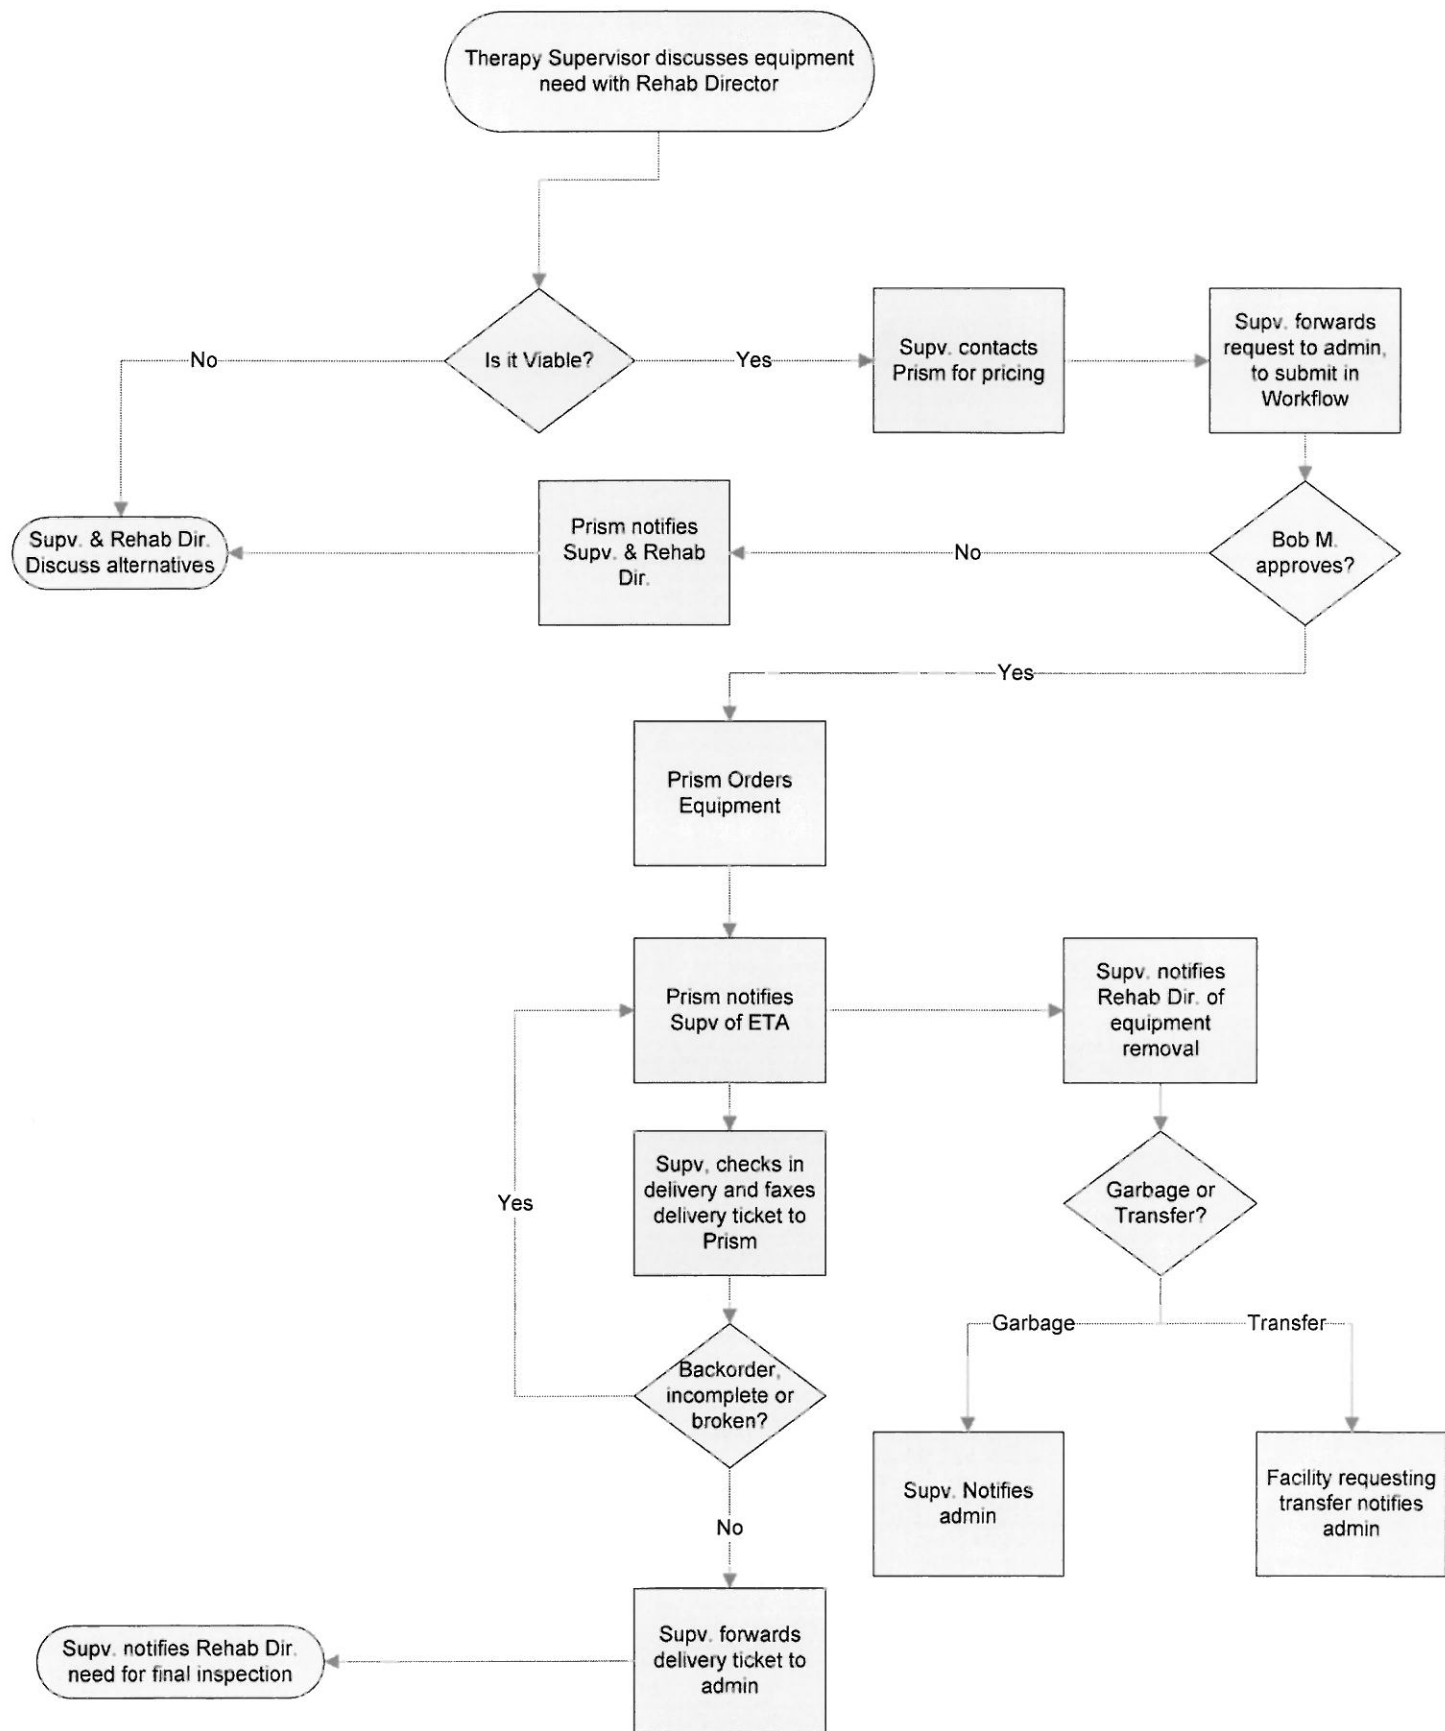 Therapy Supervisor discusses equipment
need with Rehab Director
Is it Viable?
No
Yes
Supv. contacts
Prism for pricing
Supv. forwards
request to admin,
to submit in
Workflow
Supv. & Rehab Dir.
Discuss alternatives
Prism notifies
Supv. & Rehab
Dir.
No
Bob M.
approves?
Yes
Prism Orders
Equipment
Prism notifies
Supv of ETA
Supv. notifies
Rehab Dir. of
equipment
removal
Yes
Supv, checks in
delivery and faxes
delivery ticket to
Prism
Garbage or
Transfer?
Garbage
Transfer
Backorder,
incomplete or
broken?
Supv. Notifies
admin
Facility requesting
transfer notifies
admin
No
Supv. notifies Rehab Dir.
need for final inspection
Supv. forwards
delivery ticket to
admin